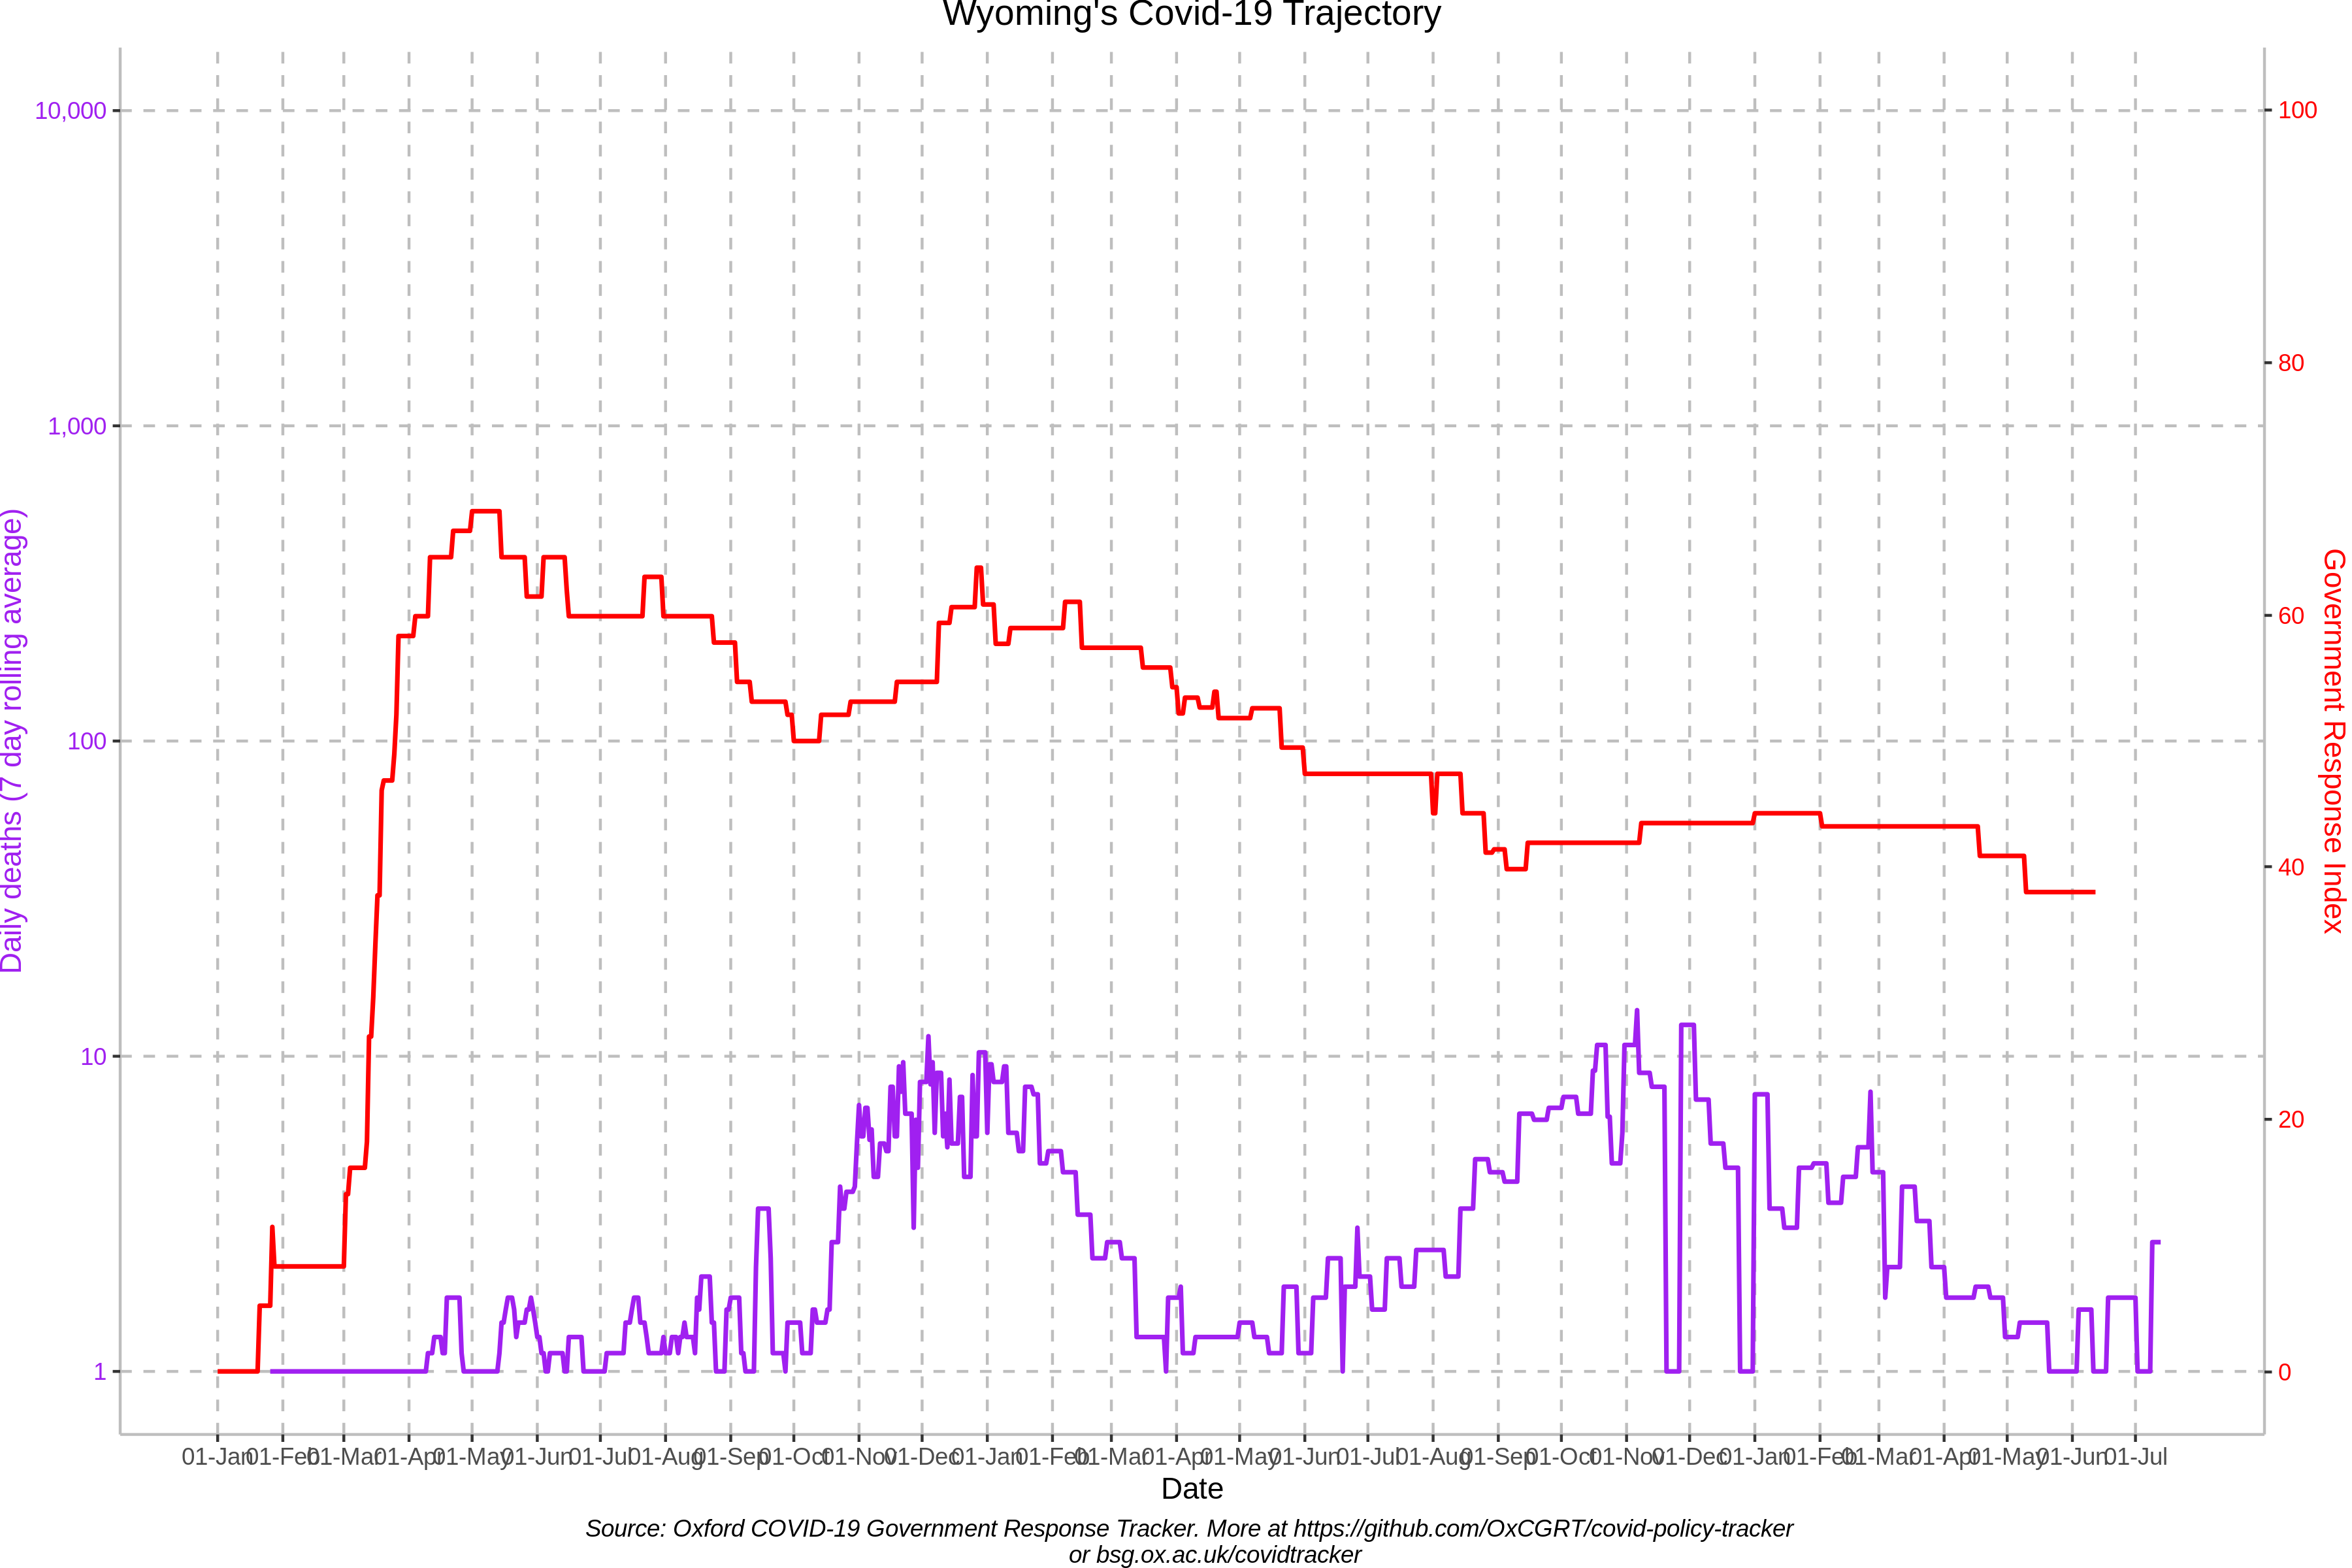 Wyoming's Covid-19 Trajectory
10,000
1,000
100
10
1
Daily deaths (7 day rolling average)
100
80
60
40
20
0
Government Response Index
01-Jan 01-Feb 01-Mar 01-Apr 01-May 01-Jun 01-Jul 01-Aug 01-Sep 01-Oct 01-Nov 01-Dec 01-Jan 01-Feb 01-Mar 01-Apr 01-May 01-Jun 01-Jul 01-Aug 01-Sep 01-Oct 01-Nov 01-Dec 01-Jan 01-Feb 01-Mar 01-Apr 01-May 01-Jun 01-Jul
Date
Source: Oxford COVID-19 Government Response Tracker. More at https://github.com/OxCGRT/covid-policy-tracker
or bsg.ox.ac.uk/covidtracker